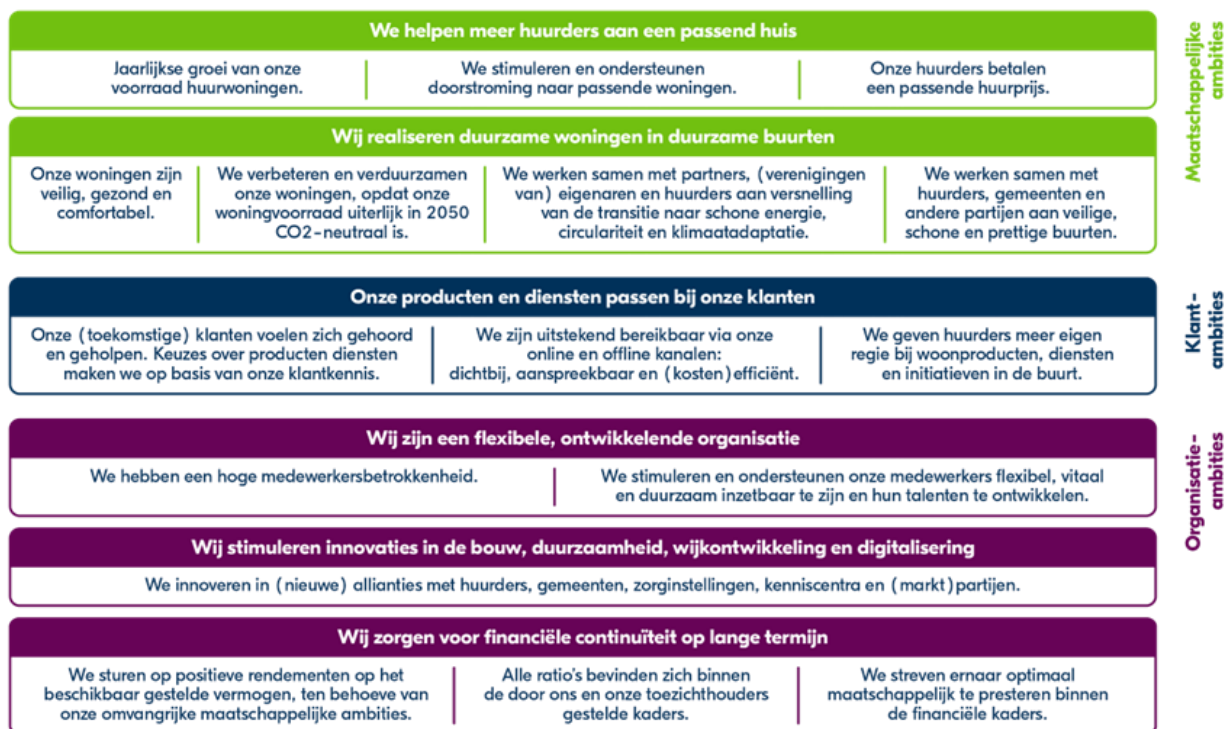 We helpen meer huurders aan een passend huis
Jaarlijkse groei van onze
voorraad huurwoningen.
We stimuleren en ondersteunen
doorstroming naar passende woningen.
Onze huurders betalen
een passende huurprijs.
Wij realiseren duurzame woningen in duurzame buurten
Onze woningen zijn
veilig, gezond en
comfortabel.
We verbeteren en verduurzamen
onze woningen, opdat onze
woningvoorraad uiterlijk in 2050
CO2-neutraal is.
We werken samen met partners, (verenigingen
van) eigenaren en huurders aan versnelling
van de transitie naar schone energie,
circulariteit en klimaatadaptatie.
We werken samen met
huurders, gemeenten en
andere partijen aan veilige,
schone en prettige buurten.
Maatschappelijke
ambities
Onze producten en diensten passen bij onze klanten
Onze (toekomstige) klanten voelen zich gehoord
en geholpen. Keuzes over producten diensten
maken we op basis van onze klantkennis.
We zijn uitstekend bereikbaar via onze
online en offline kanalen:
dichtbij, aanspreekbaar en (kosten)efficiënt.
We geven huurders meer eigen
regie bij woonproducten, diensten
en initiatieven in de buurt.
Klant-
ambities
Wij zijn een flexibele, ontwikkelende organisatie
We hebben een hoge medewerkersbetrokkenheid.
We stimuleren en ondersteunen onze medewerkers flexibel, vitaal
en duurzaam inzetbaar te zijn en hun talenten te ontwikkelen.
Organisatie-
ambities
Wij stimuleren innovaties in de bouw, duurzaamheid, wijkontwikkeling en digitalisering
We innoveren in (nieuwe) allianties met huurders, gemeenten, zorginstellingen, kenniscentra en (markt)partijen.
Wij zorgen voor financiële continuïteit op lange termijn
We sturen op positieve rendementen op het
beschikbaar gestelde vermogen, ten behoeve van
onze omvangrijke maatschappelijke ambities.
Alle ratio's bevinden zich binnen
de door ons en onze toezichthouders
gestelde kaders.
We streven ernaar optimaal
maatschappelijk te presteren binnen
de financiële kaders.